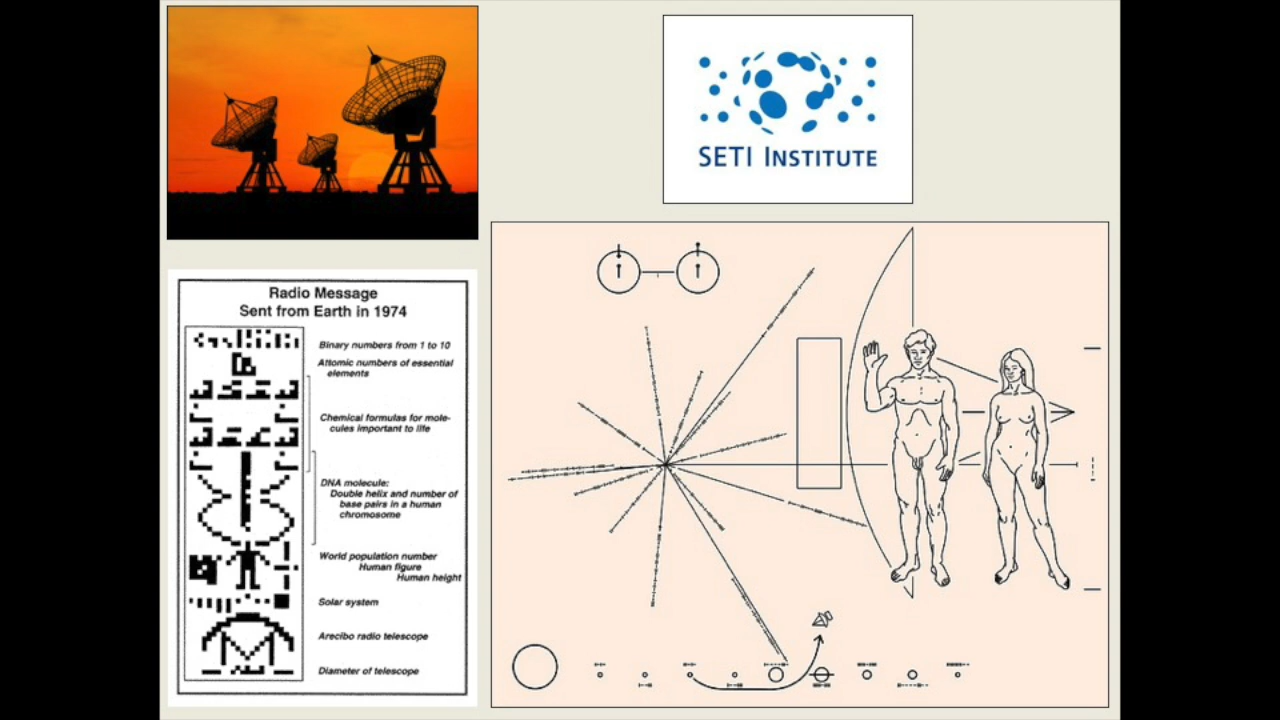 SETI INSTITUTE
Radio Message
Sent from Earth in 1974
Binary numbers from 1 to 10
Attomic numbers of essential
elements
Chemical formulas for mole-
cules important to life
DNA molecule:
Double helix and number of
base pairs in a human
chromosome
World population number
Human figure
Human height
Solar system
Arecibo radio telescope
Diameter of telescope